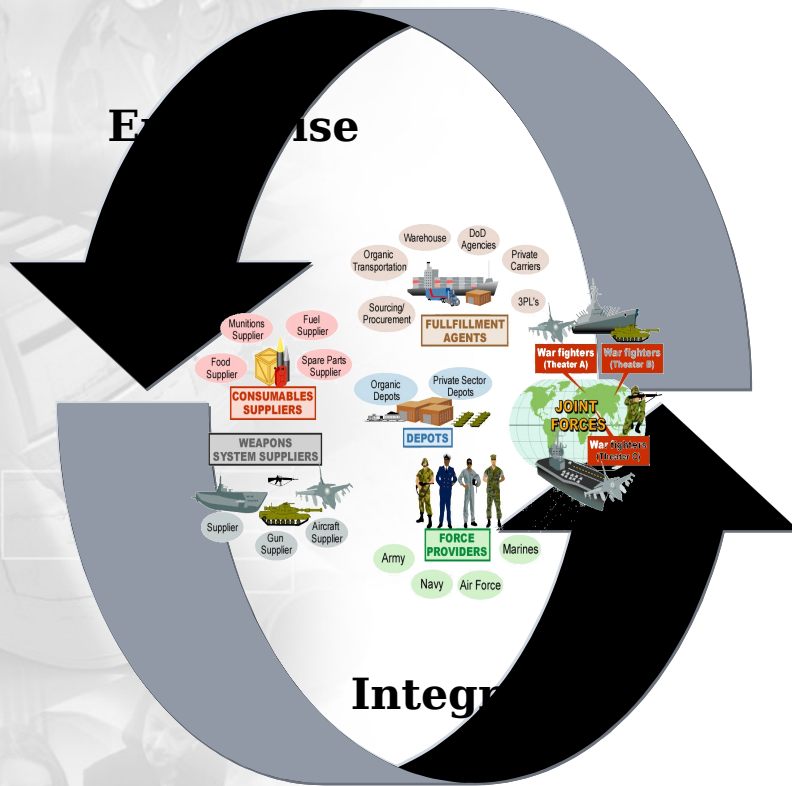 E ise
Warehouse
DoD
Agencies
Organic
Transportation
Private
Carriers
Sourcing/
Procurement
3PL's
FULLFILLMENT
AGENTS
Munitions
Supplier
Fuel
Supplier
Food
Supplier
Spare Parts
Supplier
CONSUMABLES
SUPPLIERS
War fighters
(Theater A)
War fighters
(Theater B)
Organic
Depots
Private Sector
Depots
DEPOTS
JOINT
FORCES
War fighters
(Theater C)
WEAPONS
SYSTEM SUPPLIERS
Supplier
Gun
Supplier
Aircraft
Supplier
FORCE
PROVIDERS
Army
Navy
Air Force
Marines
Integr